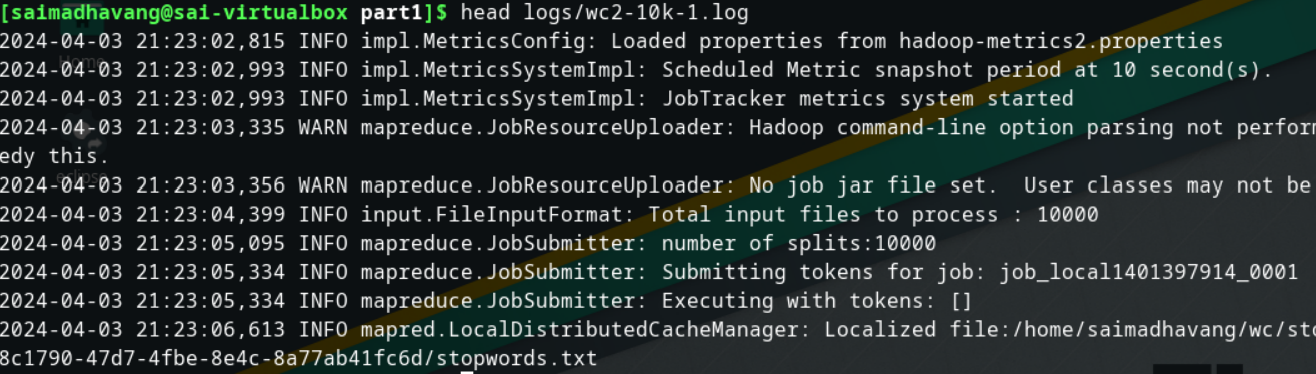 [saimadhavang@sai-virtualbox part1]$ head logs/wc2-10k-1.log
2024-04-03 21:23:02,815 INFO impl.MetricsConfig: Loaded properties from hadoop-metrics2.properties
2024-04-03 21:23:02,993 INFO impl.MetricsSystemImpl: Scheduled Metric snapshot period at 10 second(s).
2024-04-03 21:23:02,993 INFO impl.MetricsSystemImpl: JobTracker metrics system started
2024-04-03 21:23:03,335 WARN mapreduce.JobResourceUploader: Hadoop command-line option parsing not perfor
edy this.
2024-04-03 21:23:03,356 WARN mapreduce.JobResourceUploader: No job jar file set.  User classes may not be
2024-04-03 21:23:04,399 INFO input.FileInputFormat: Total input files to process : 10000
2024-04-03 21:23:05,095 INFO mapreduce.JobSubmitter: number of splits:10000
2024-04-03 21:23:05,334 INFO mapreduce.JobSubmitter: Submitting tokens for job: job_local1401397914_0001
2024-04-03 21:23:05,334 INFO mapreduce.JobSubmitter: Executing with tokens: []
2024-04-03 21:23:06,613 INFO mapred.LocalDistributedCacheManager: Localized file:/home/saimadhavang/wc/sto
8c1790-47d7-4fbe-8e4c-8a77ab41fc6d/stopwords.txt
Home
eclipse